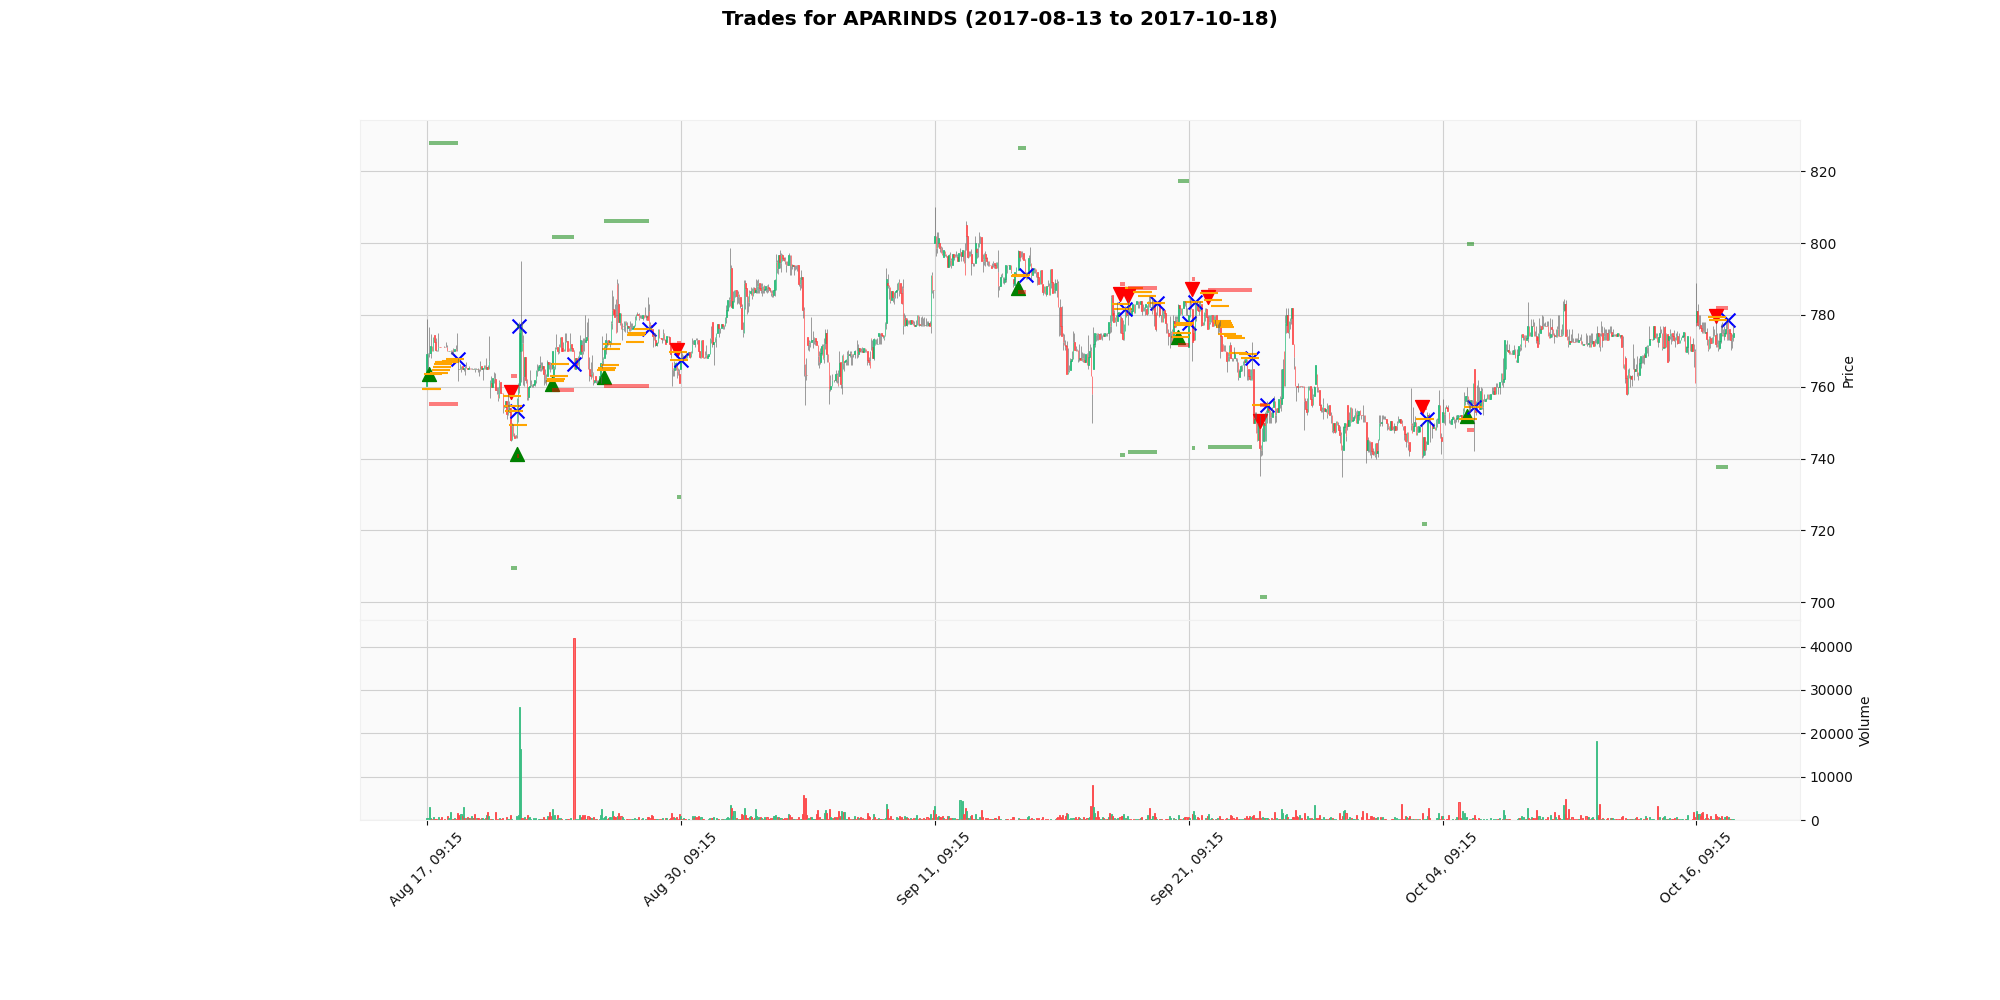 Trades for APARINDS (2017-08-13 to 2017-10-18)
820
800
780
760
740
720
700
Price
40000
30000
20000
10000
0
Volume
Aug 17, 09:15
Aug 30, 09:15
Sep 11, 09:15
Sep 21, 09:15
Oct 04, 09:15
Oct 16, 09:15